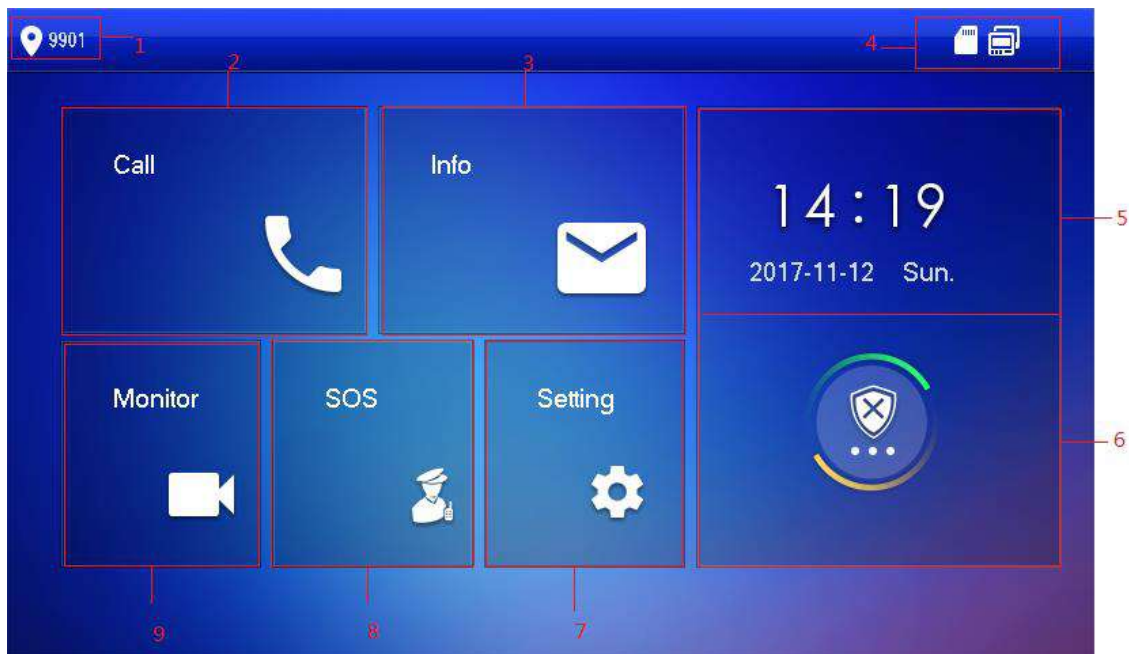 9901
1
4
2
3
Call
Info
14:19
5
2017-11-12 Sun.
Monitor
SOS
Setting
6
9
8
7